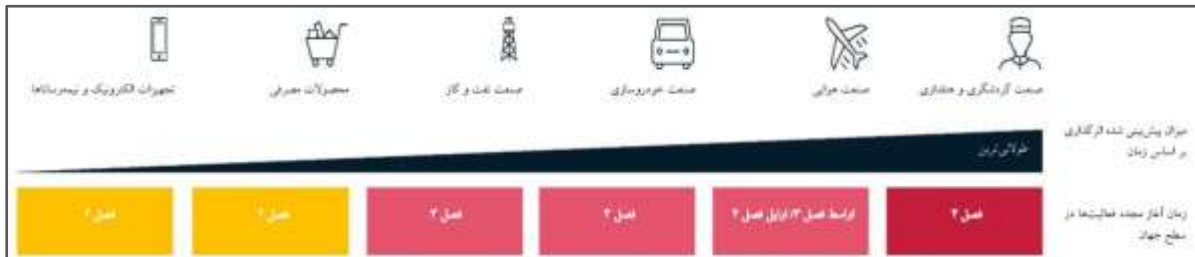 صنعت گردشگری و هتلداری
صنعت هوایی
صنعت خودروسازی
صنعت نفت و گاز
محصولات مصرفی
تجهیزات الکترونیک و نیمه‌رساناها
میزان پیش‌بینی شده اثرگذاری
بر اساس زمان
طولانی‌ترین
زمان آغاز مجدد فعالیت‌ها در
سطح جهان
فصل ۴
اواسط فصل ۳/ اوایل فصل ۴
فصل ۳
فصل ۳
فصل
فصل